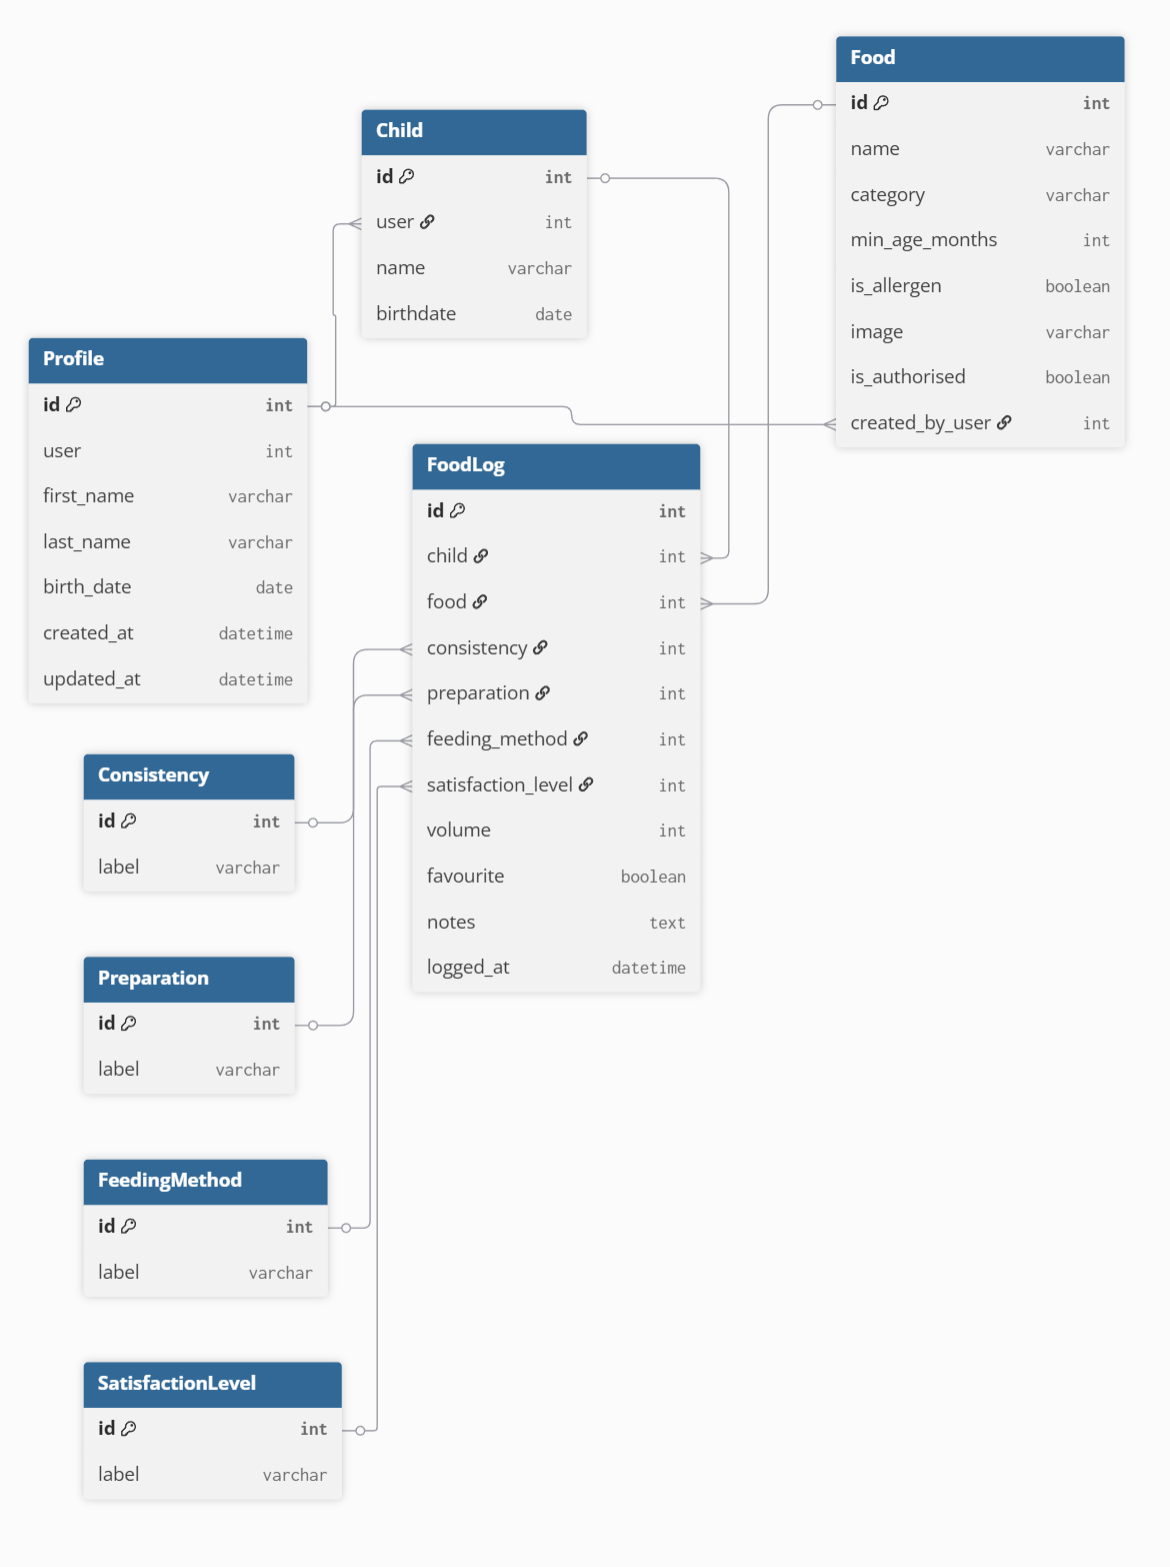 Food
id int
name varchar
category varchar
min_age_months int
is_allergen boolean
image varchar
is_authorised boolean
created_by_user int
Child
id int
user int
name varchar
birthdate date
Profile
id int
user int
first_name varchar
last_name varchar
birth_date date
created_at datetime
updated_at datetime
FoodLog
id int
child int
food int
consistency int
preparation int
feeding_method int
satisfaction_level int
volume int
favourite boolean
notes text
logged_at datetime
Consistency
id int
label varchar
Preparation
id int
label varchar
FeedingMethod
id int
label varchar
SatisfactionLevel
id int
label varchar